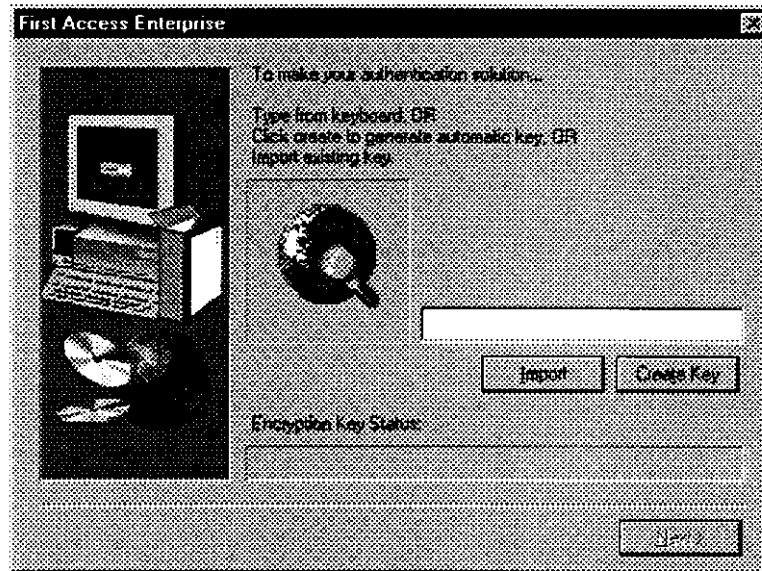 First Access Enterprise
To make your authentication solution...
Type from keyboard, OR
Click create to generate automatic key, OR
Import existing key.
Import
Create Key
Encryption Key Status:
Next